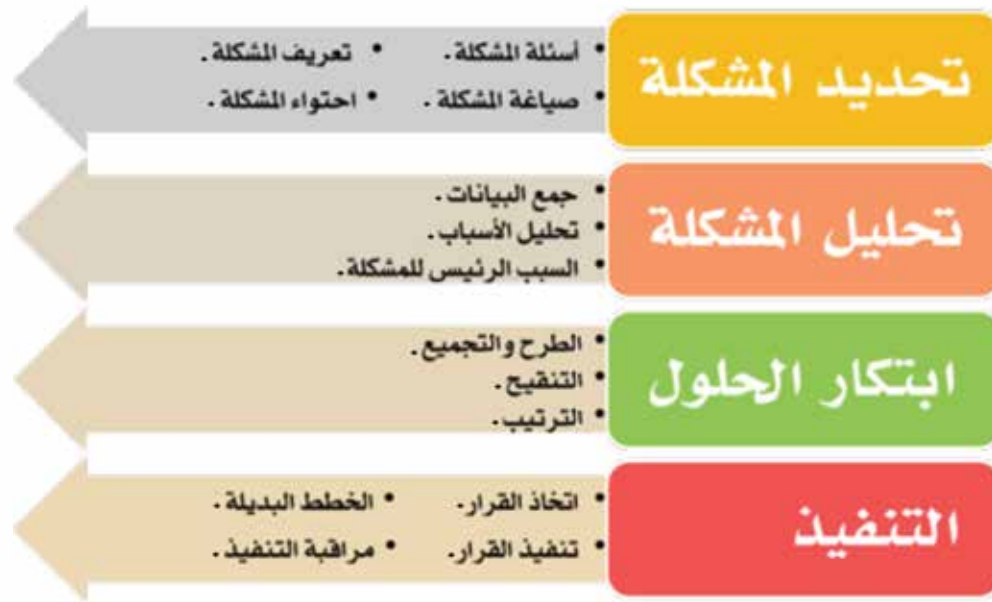 تحديد المشكلة
• أسئلة المشكلة. • تعريف المشكلة.
• صياغة المشكلة. • احتواء المشكلة.
تحليل المشكلة
• جمع البيانات.
• تحليل الأسباب.
• السبب الرئيس للمشكلة.
ابتكار الحلول
• الطرح والتجميع.
• التنقيح.
• الترتيب.
التنفيذ
• اتخاذ القرار. • الخطط البديلة.
• تنفيذ القرار. • مراقبة التنفيذ.